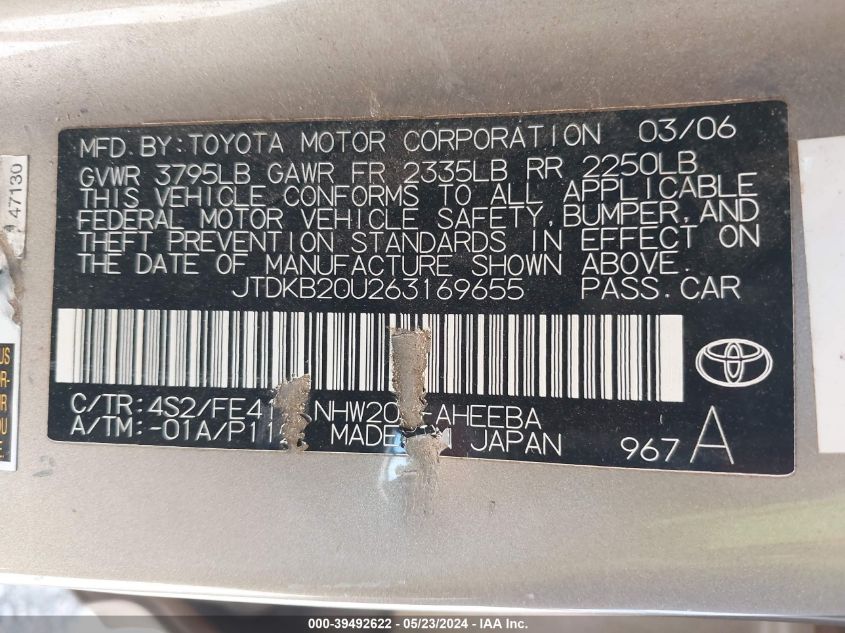 MFD. BY: TOYOTA MOTOR CORPORATION 03/06
GVWR 3795LB GAWR FR 2335LB RR 2250LB
THIS VEHICLE CONFORMS TO ALL APPLICABLE
FEDERAL MOTOR VEHICLE SAFETY, BUMPER, AND
THEFT PREVENTION STANDARDS IN EFFECT ON
THE DATE OF MANUFACTURE SHOWN ABOVE.
JTDKB20U263169655 PASS. CAR
C/TR: 4S2/FE41 NHW20 -AHEEBA
A/TM: -01A/P11 MADE JAPAN 967 A
47130
US
OU
E.
000-39492622 / 05/23/2024 / IAA Inc.